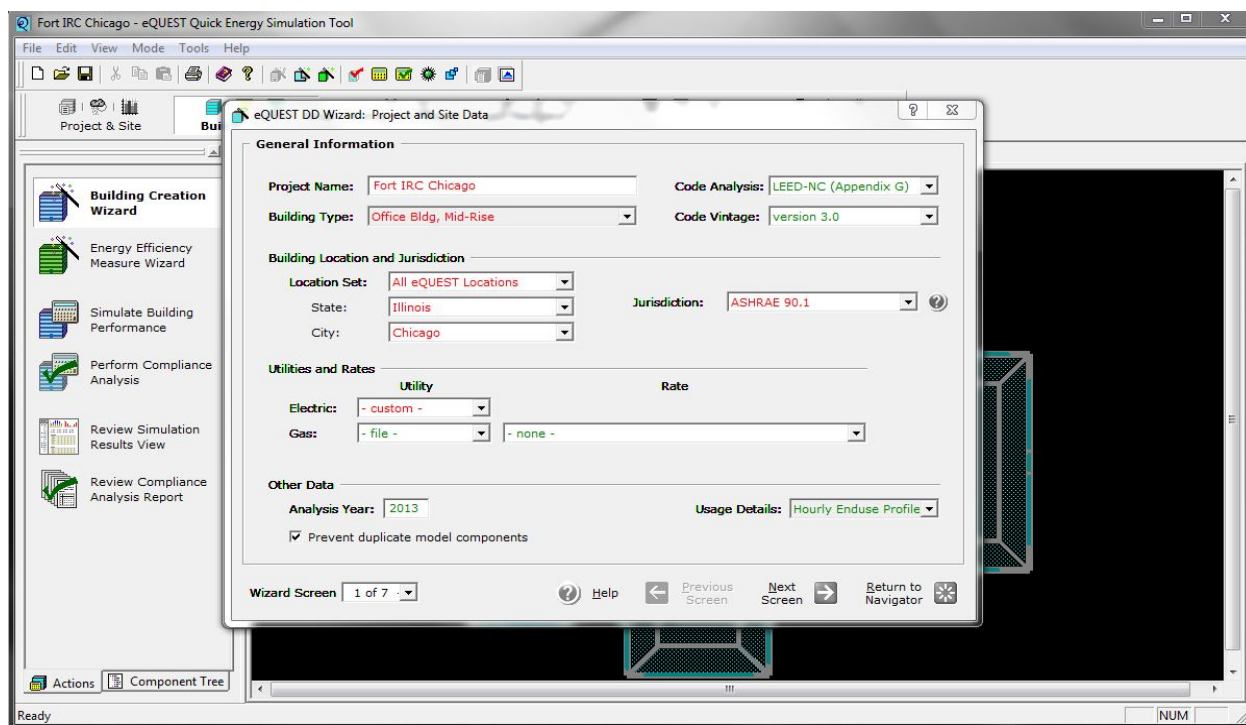 Fort IRC Chicago - eQUEST Quick Energy Simulation Tool
File Edit View Mode Tools Help
Project & Site
Bui
eQUEST DD Wizard: Project and Site Data
General Information
Project Name: Fort IRC Chicago
Code Analysis: LEED-NC (Appendix G)
Building Type: Office Bldg, Mid-Rise
Code Vintage: version 3.0
Building Location and Jurisdiction
Location Set: All eQUEST Locations
Jurisdiction: ASHRAE 90.1
State: Illinois
City: Chicago
Utilities and Rates
Utility Rate
Electric: - custom -
Gas: - file - - none -
Other Data
Analysis Year: 2013
Usage Details: Hourly Enduse Profile
Prevent duplicate model components
Wizard Screen 1 of 7
Help
Previous
Screen
Next
Screen
Return to
Navigator
Building Creation
Wizard
Energy Efficiency
Measure Wizard
Simulate Building
Performance
Perform Compliance
Analysis
Review Simulation
Results View
Review Compliance
Analysis Report
Actions Component Tree
Ready
NUM